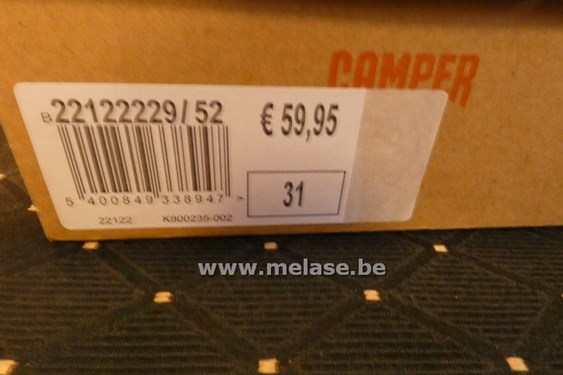 CAMPER
B 22122229/52
€ 59,95
5 400849 338947 >
31
22122 K800235-002
www.melase.be